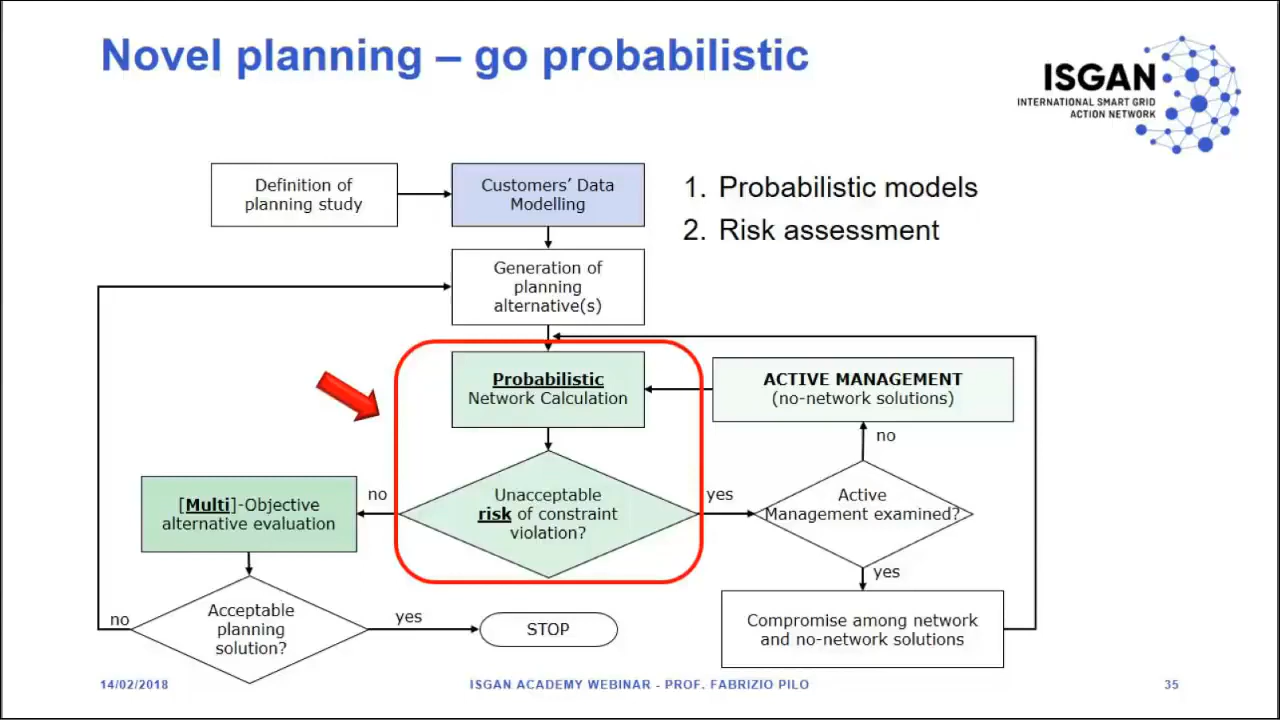 Novel planning – go probabilistic
ISGAN
INTERNATIONAL SMART GRID
ACTION NETWORK
Definition of
planning study
Customers’ Data
Modelling
1. Probabilistic models
2. Risk assessment
Generation of
planning
alternative(s)
Probabilistic
Network Calculation
ACTIVE MANAGEMENT
(no-network solutions)
no
[Multi]-Objective
alternative evaluation
no
Unacceptable
risk of constraint
violation?
yes
Active
Management examined?
yes
no
Acceptable
planning
solution?
yes
STOP
Compromise among network
and no-network solutions
14/02/2018
ISGAN ACADEMY WEBINAR - PROF. FABRIZIO PILO
35